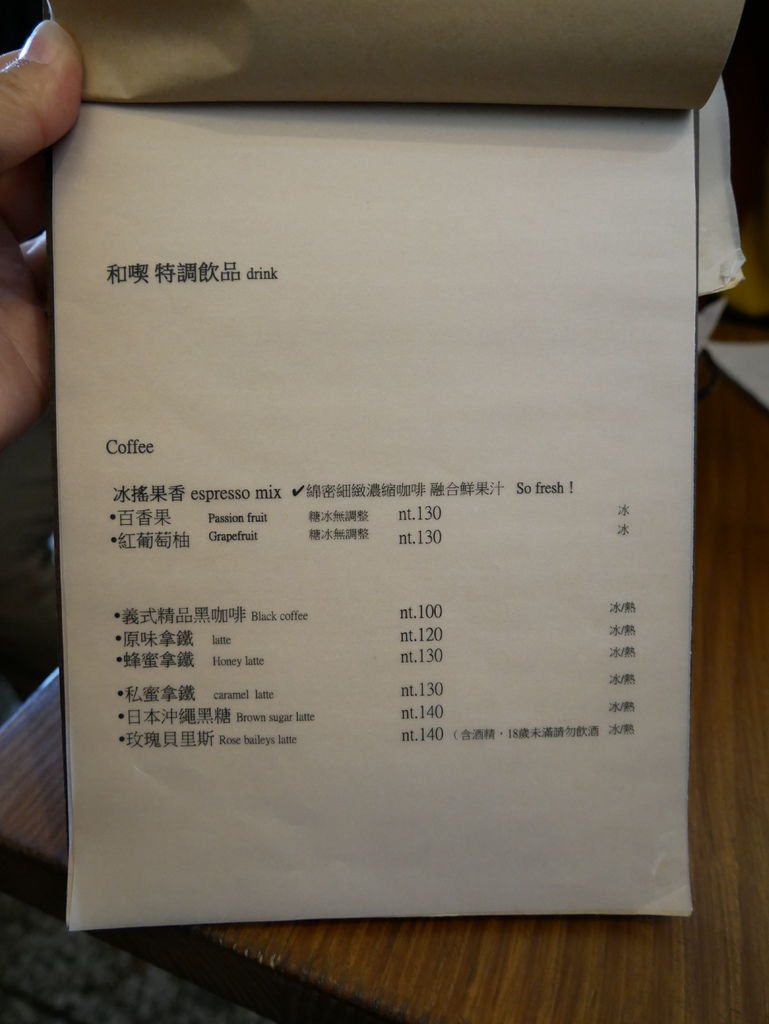 和喫 特調飲品 drink
Coffee
冰搖果香 espresso mix ✔綿密細緻濃縮咖啡 融合鮮果汁 So fresh！
•百香果 Passion fruit 糖冰無調整 nt.130 冰
•紅葡萄柚 Grapefruit 糖冰無調整 nt.130 冰
•義式精品黑咖啡 Black coffee nt.100 冰/熱
•原味拿鐵 latte nt.120 冰/熱
•蜂蜜拿鐵 Honey latte nt.130 冰/熱
•私蜜拿鐵 caramel latte nt.130 冰/熱
•日本沖繩黑糖 Brown sugar latte nt.140 冰/熱
•玫瑰貝里斯 Rose baileys latte nt.140（含酒精，18歲未滿請勿飲酒 冰/熱